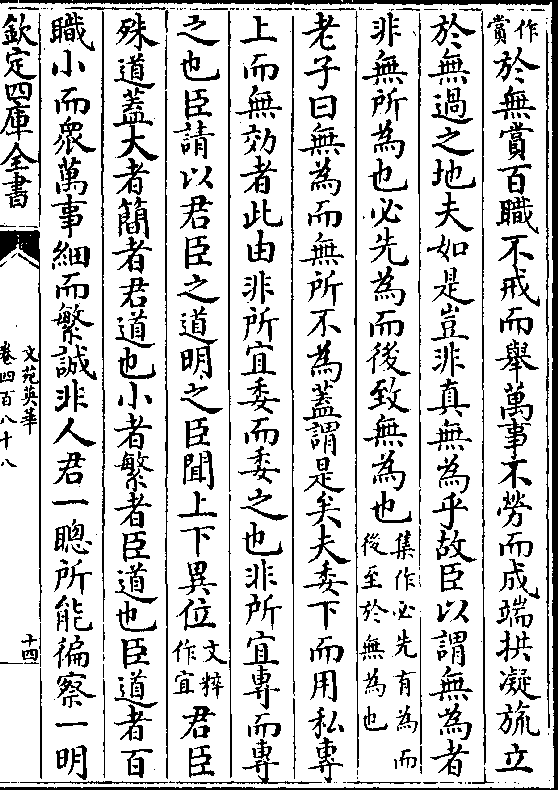 作賞於無賞百職不戒而舉萬事不勞而成端拱凝旒立
於無過之地夫如是豈非真無為乎故臣以謂無為者
非無所為也必先為而後致無為也集作必先有為而後至於無為也
老子曰無為而無所不為蓋謂是矣夫委下而用私專
上而無効者此由非所宜委而委之也非所宜專而專
之也臣請以君臣之道明之臣聞上下異位文粹作宜君臣
殊道蓋大者簡者君道也小者繁者臣道也臣道者百
職小而衆萬事細而繁誠非人君一聰所能徧察一明
欽定四庫全書
文苑英華
卷四百八十八
十四